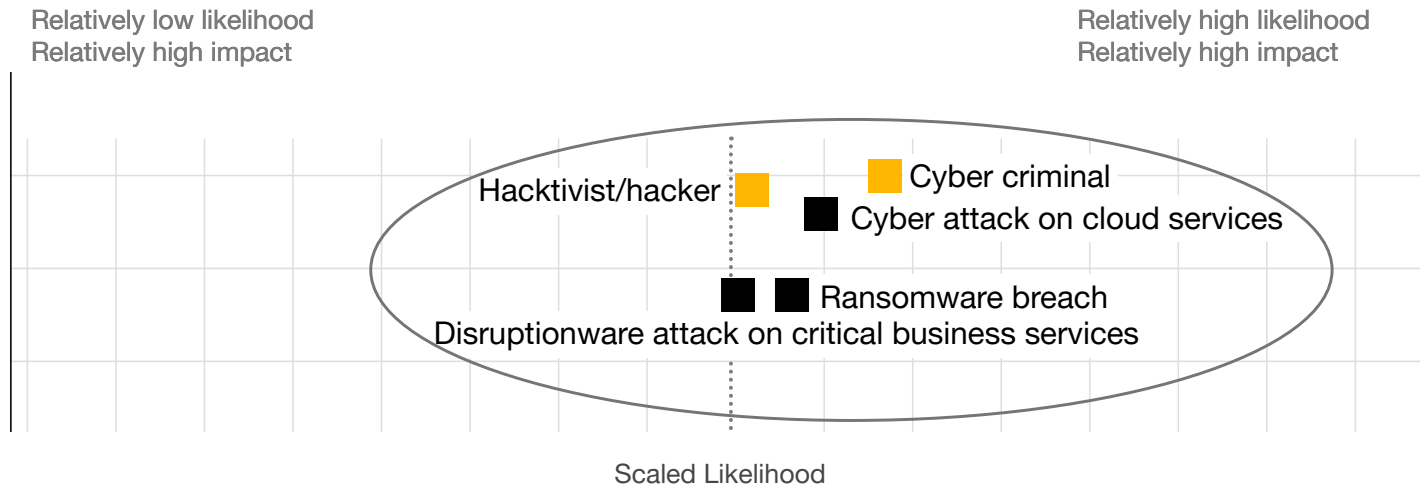 Relatively low likelihood
Relatively high impact
Relatively high likelihood
Relatively high impact
Hacktivist/hacker
Cyber criminal
Cyber attack on cloud services
Ransomware breach
Disruptionware attack on critical business services
Scaled Likelihood